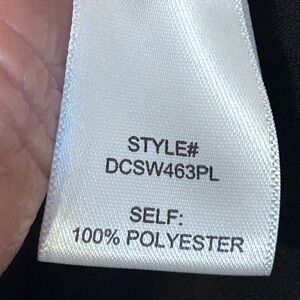 STYLE#
DCSW463PL
SELF:
100% POLYESTER